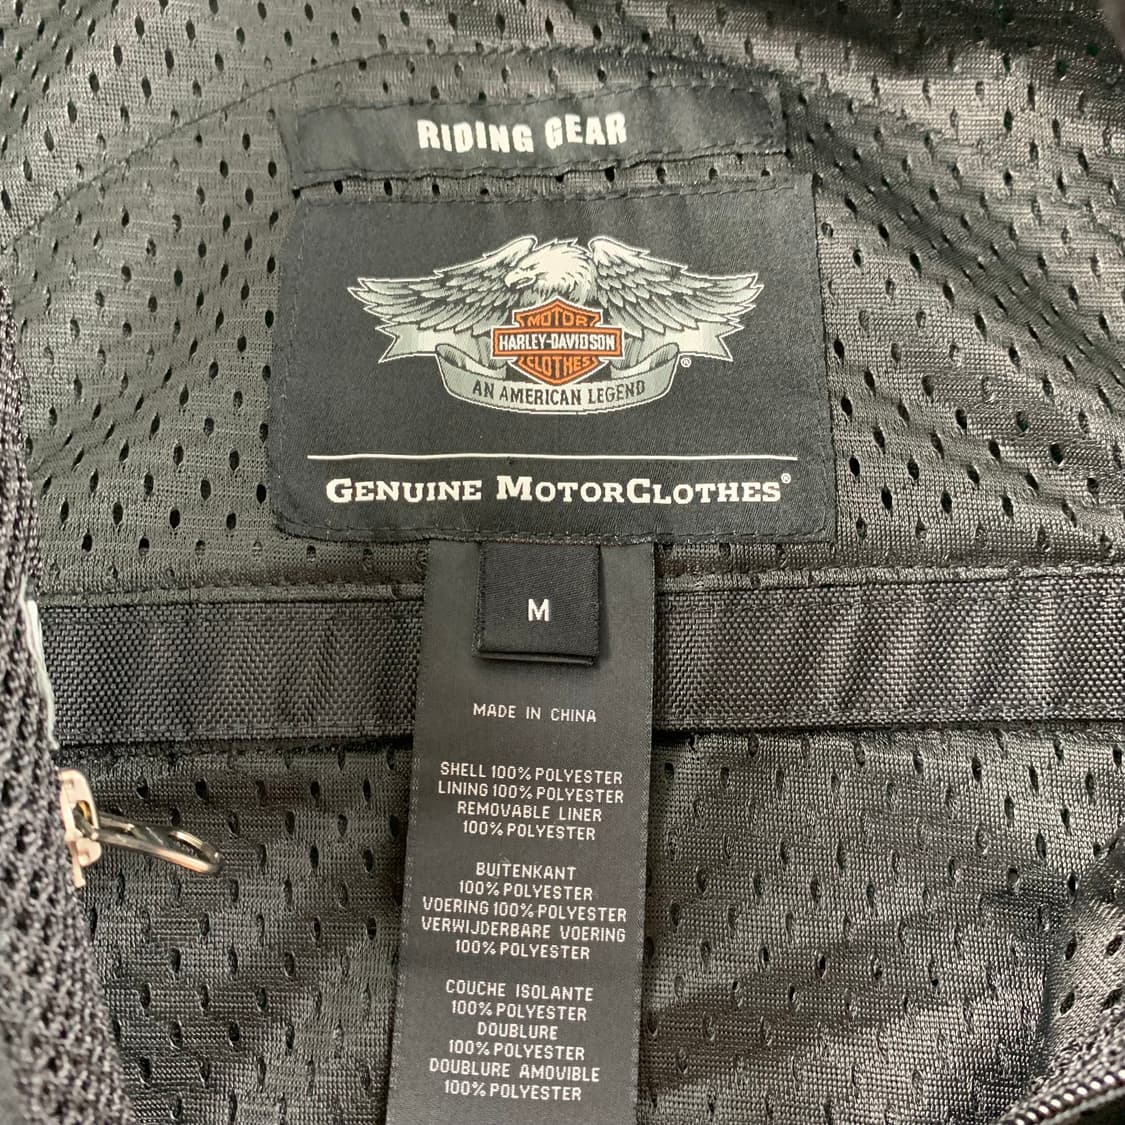 RIDING GEAR
MOTOR
HARLEY-DAVIDSON
CLOTHES
®
AN AMERICAN LEGEND
GENUINE MOTORCLOTHES®
M
MADE IN CHINA
SHELL 100% POLYESTER
LINING 100% POLYESTER
REMOVABLE LINER
100% POLYESTER
BUITENKANT
100% POLYESTER
VOERING 100% POLYESTER
VERWIJDERBARE VOERING
100% POLYESTER
COUCHE ISOLANTE
100% POLYESTER
DOUBLURE
100% POLYESTER
DOUBLURE AMOVIBLE
100% POLYESTER